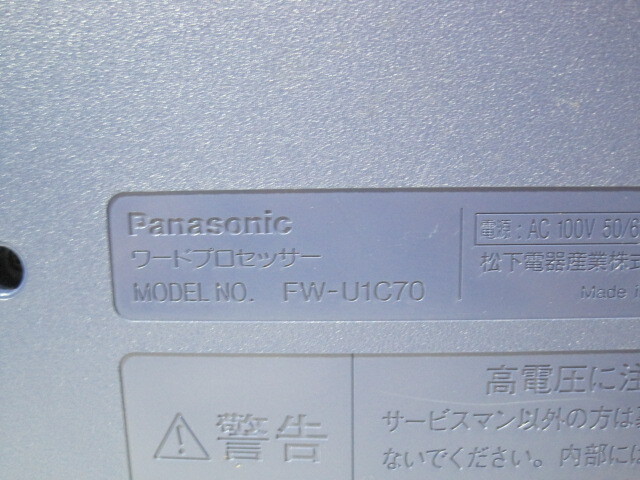 Panasonic
ワードプロセッサー
MODEL NO. FW-U1C70
電源:AC 100V 50/6
松下電器産業株式
Made in
警告
高電圧に注
サービスマン以外の方は
ないでください。内部には